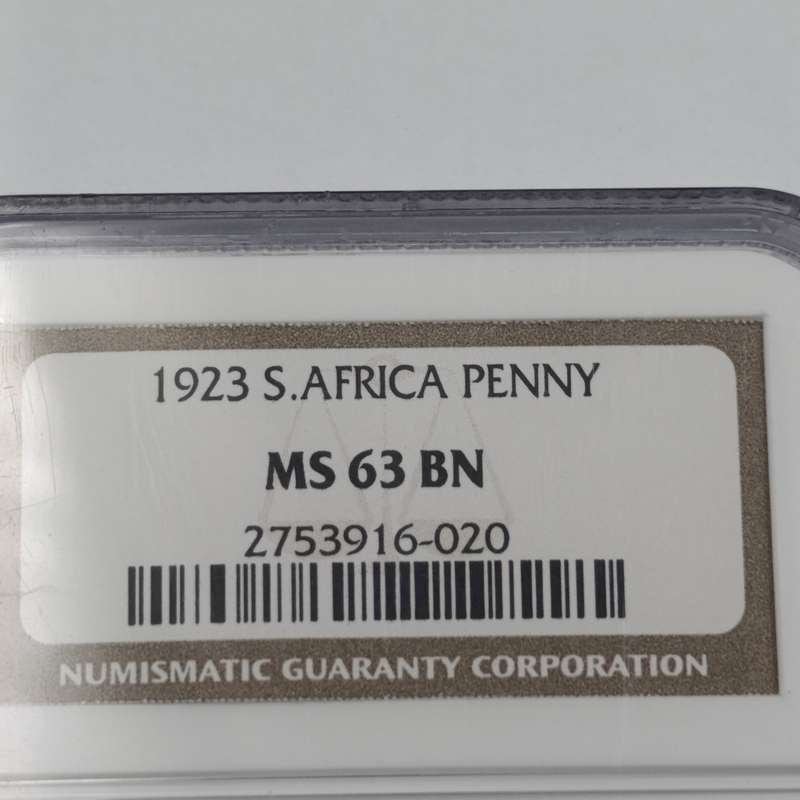 1923 S.AFRICA PENNY
MS 63 BN
2753916-020
NUMISMATIC GUARANTY CORPORATION